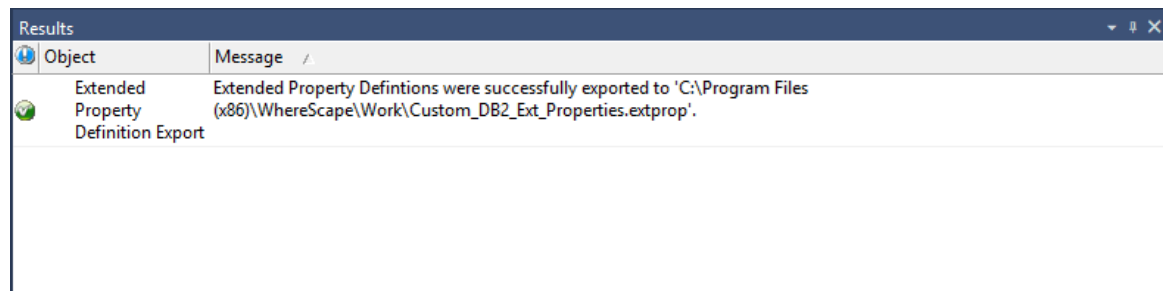 Results
Object Message
Extended Property Definition Export
Extended Property Defintions were successfully exported to 'C:\Program Files
(x86)\WhereScape\Work\Custom_DB2_Ext_Properties.extprop'.